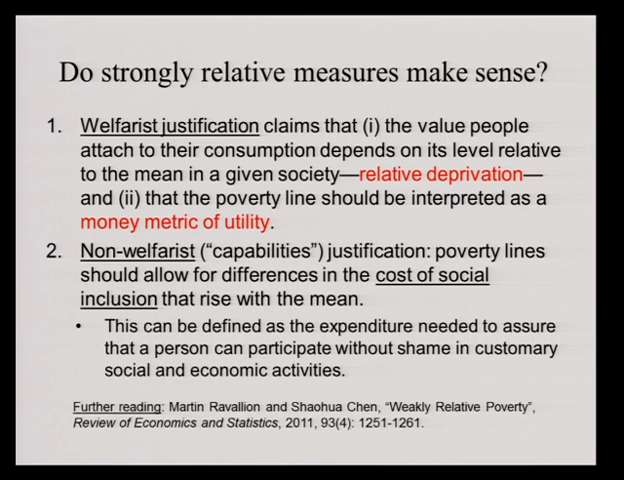 Do strongly relative measures make sense?
1. Welfarist justification claims that (i) the value people
attach to their consumption depends on its level relative
to the mean in a given society—relative deprivation—
and (ii) that the poverty line should be interpreted as a
money metric of utility.
2. Non-welfarist (“capabilities”) justification: poverty lines
should allow for differences in the cost of social
inclusion that rise with the mean.
• This can be defined as the expenditure needed to assure
that a person can participate without shame in customary
social and economic activities.
Further reading: Martin Ravallion and Shaohua Chen, “Weakly Relative Poverty”,
Review of Economics and Statistics, 2011, 93(4): 1251-1261.